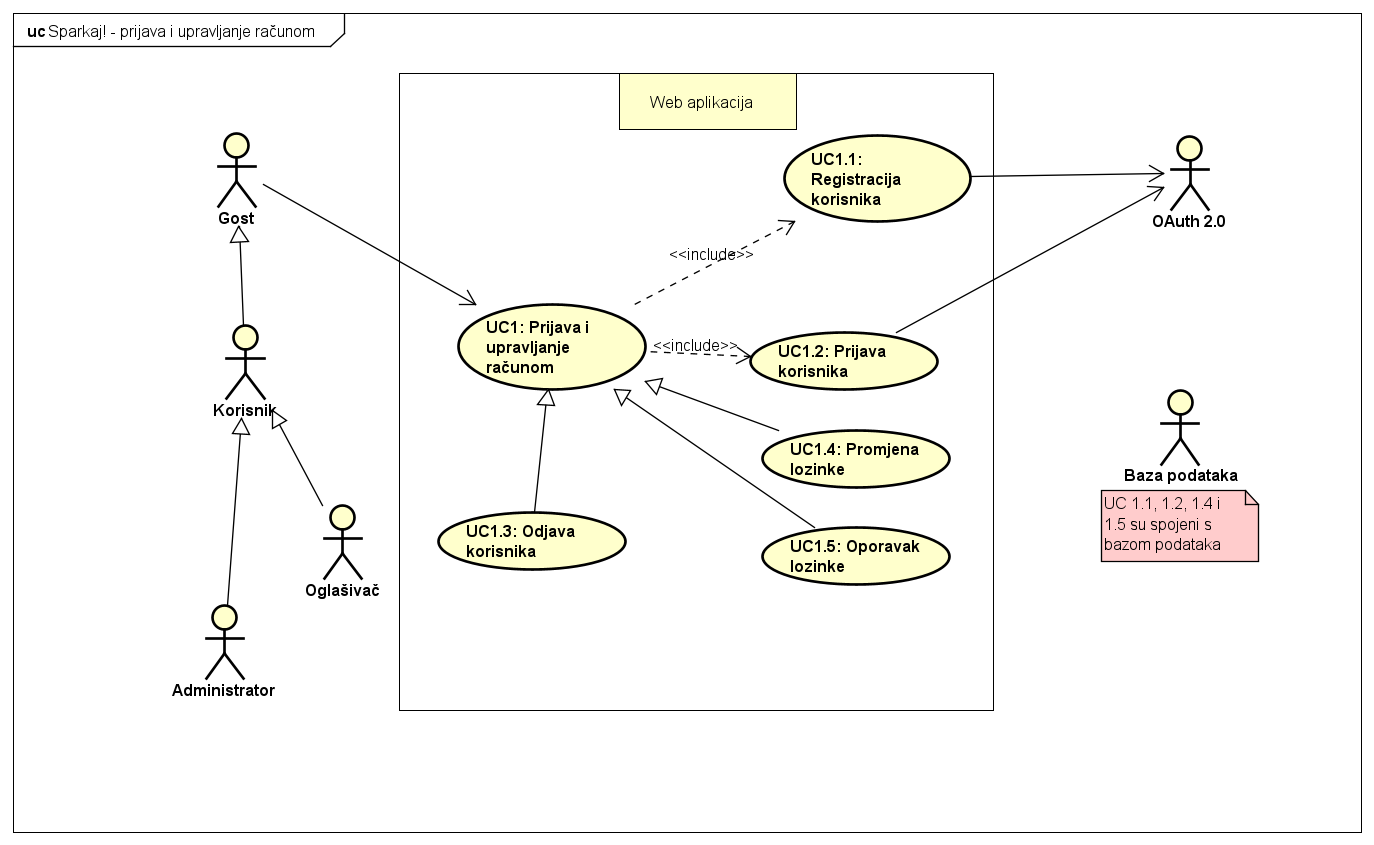 uc Sparkaj! - prijava i upravljanje računom
Web aplikacija
Gost
UC1.1:
Registracija
korisnika
OAuth 2.0
<<include>>
UC1: Prijava i
upravljanje
računom
<<include>>
UC1.2: Prijava
korisnika
Korisnik
UC1.4: Promjena
lozinke
Baza podataka
UC 1.1, 1.2, 1.4 i
1.5 su spojeni s
bazom podataka
UC1.3: Odjava
korisnika
UC1.5: Oporavak
lozinke
Oglašivač
Administrator